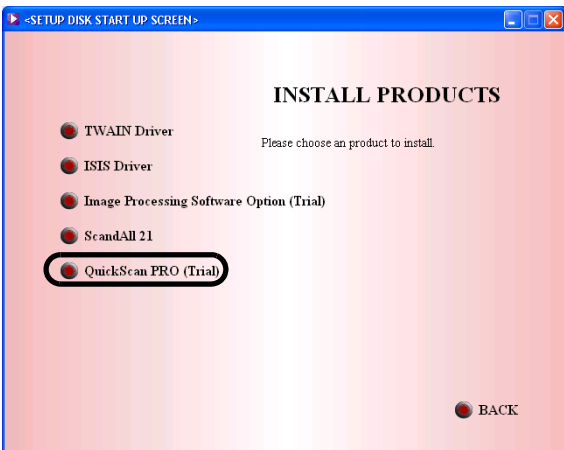 <SETUP DISK START UP SCREEN>
INSTALL PRODUCTS
Please choose an product to install.
TWAIN Driver
ISIS Driver
Image Processing Software Option (Trial)
ScandAll 21
QuickScan PRO (Trial)
BACK